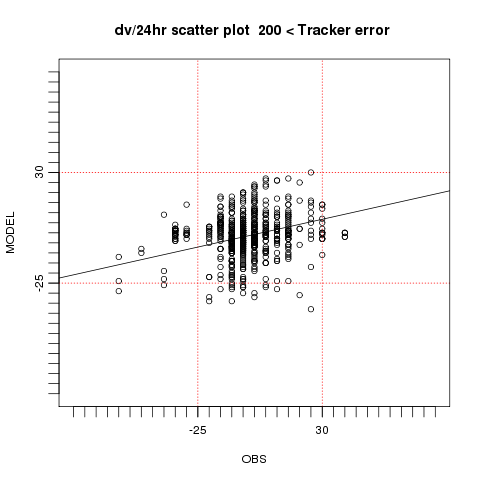 dv/24hr scatter plot  200 < Tracker error
30
MODEL
-25
-25
30
OBS